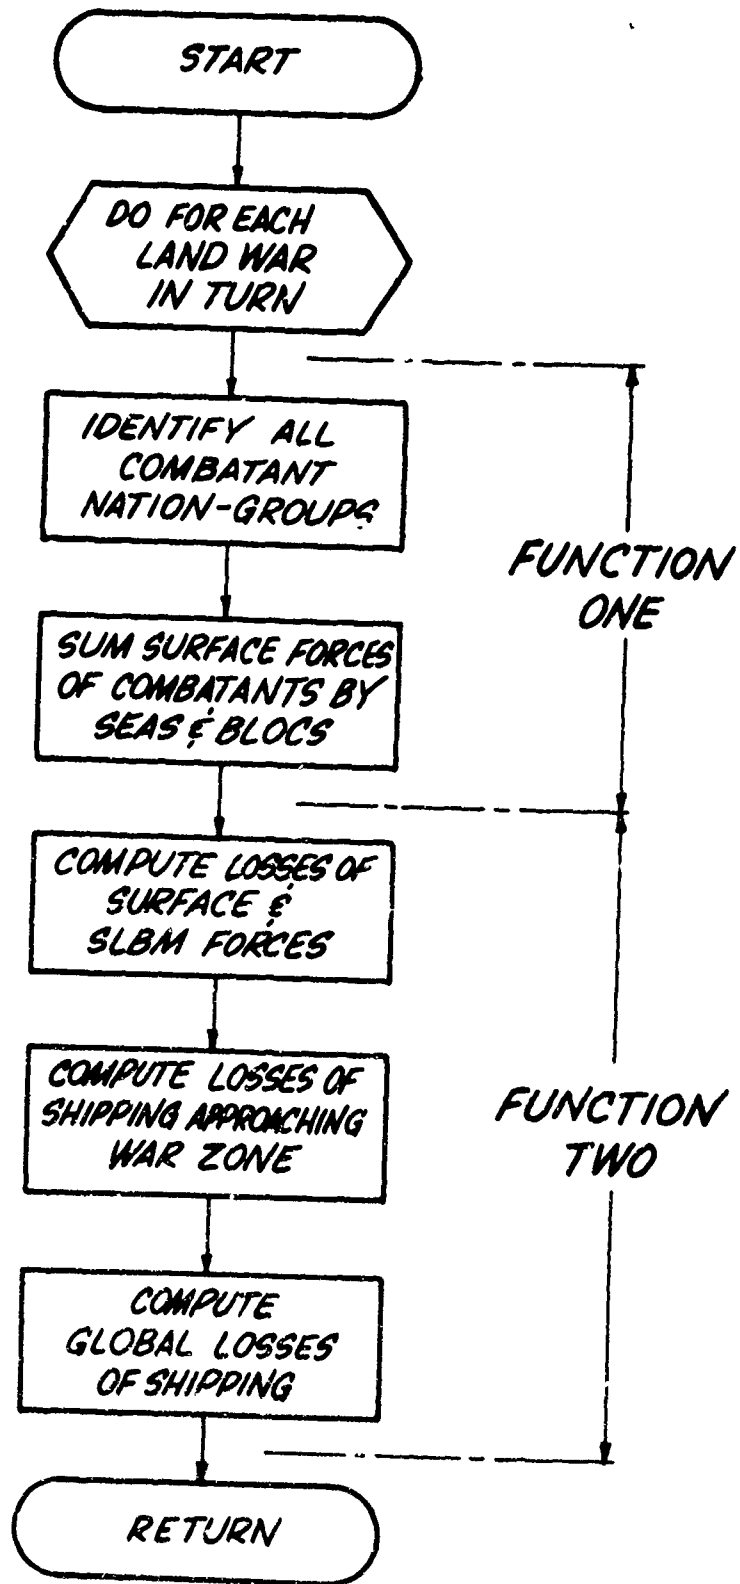 START
DO FOR EACH
LAND WAR
IN TURN
IDENTIFY ALL
COMBATANT
NATION-GROUPS
SUM SURFACE FORCES
OF COMBATANTS BY
SEAS & BLOCS
FUNCTION
ONE
COMPUTE LOSSES OF
SURFACE &
SLBM FORCES
COMPUTE LOSSES OF
SHIPPING APPROACHING
WAR ZONE
FUNCTION
TWO
COMPUTE
GLOBAL LOSSES
OF SHIPPING
RETURN